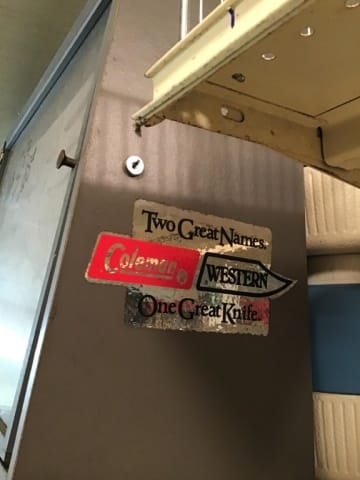 Two Great Names.
Coleman
WESTERN
One Great Knife.